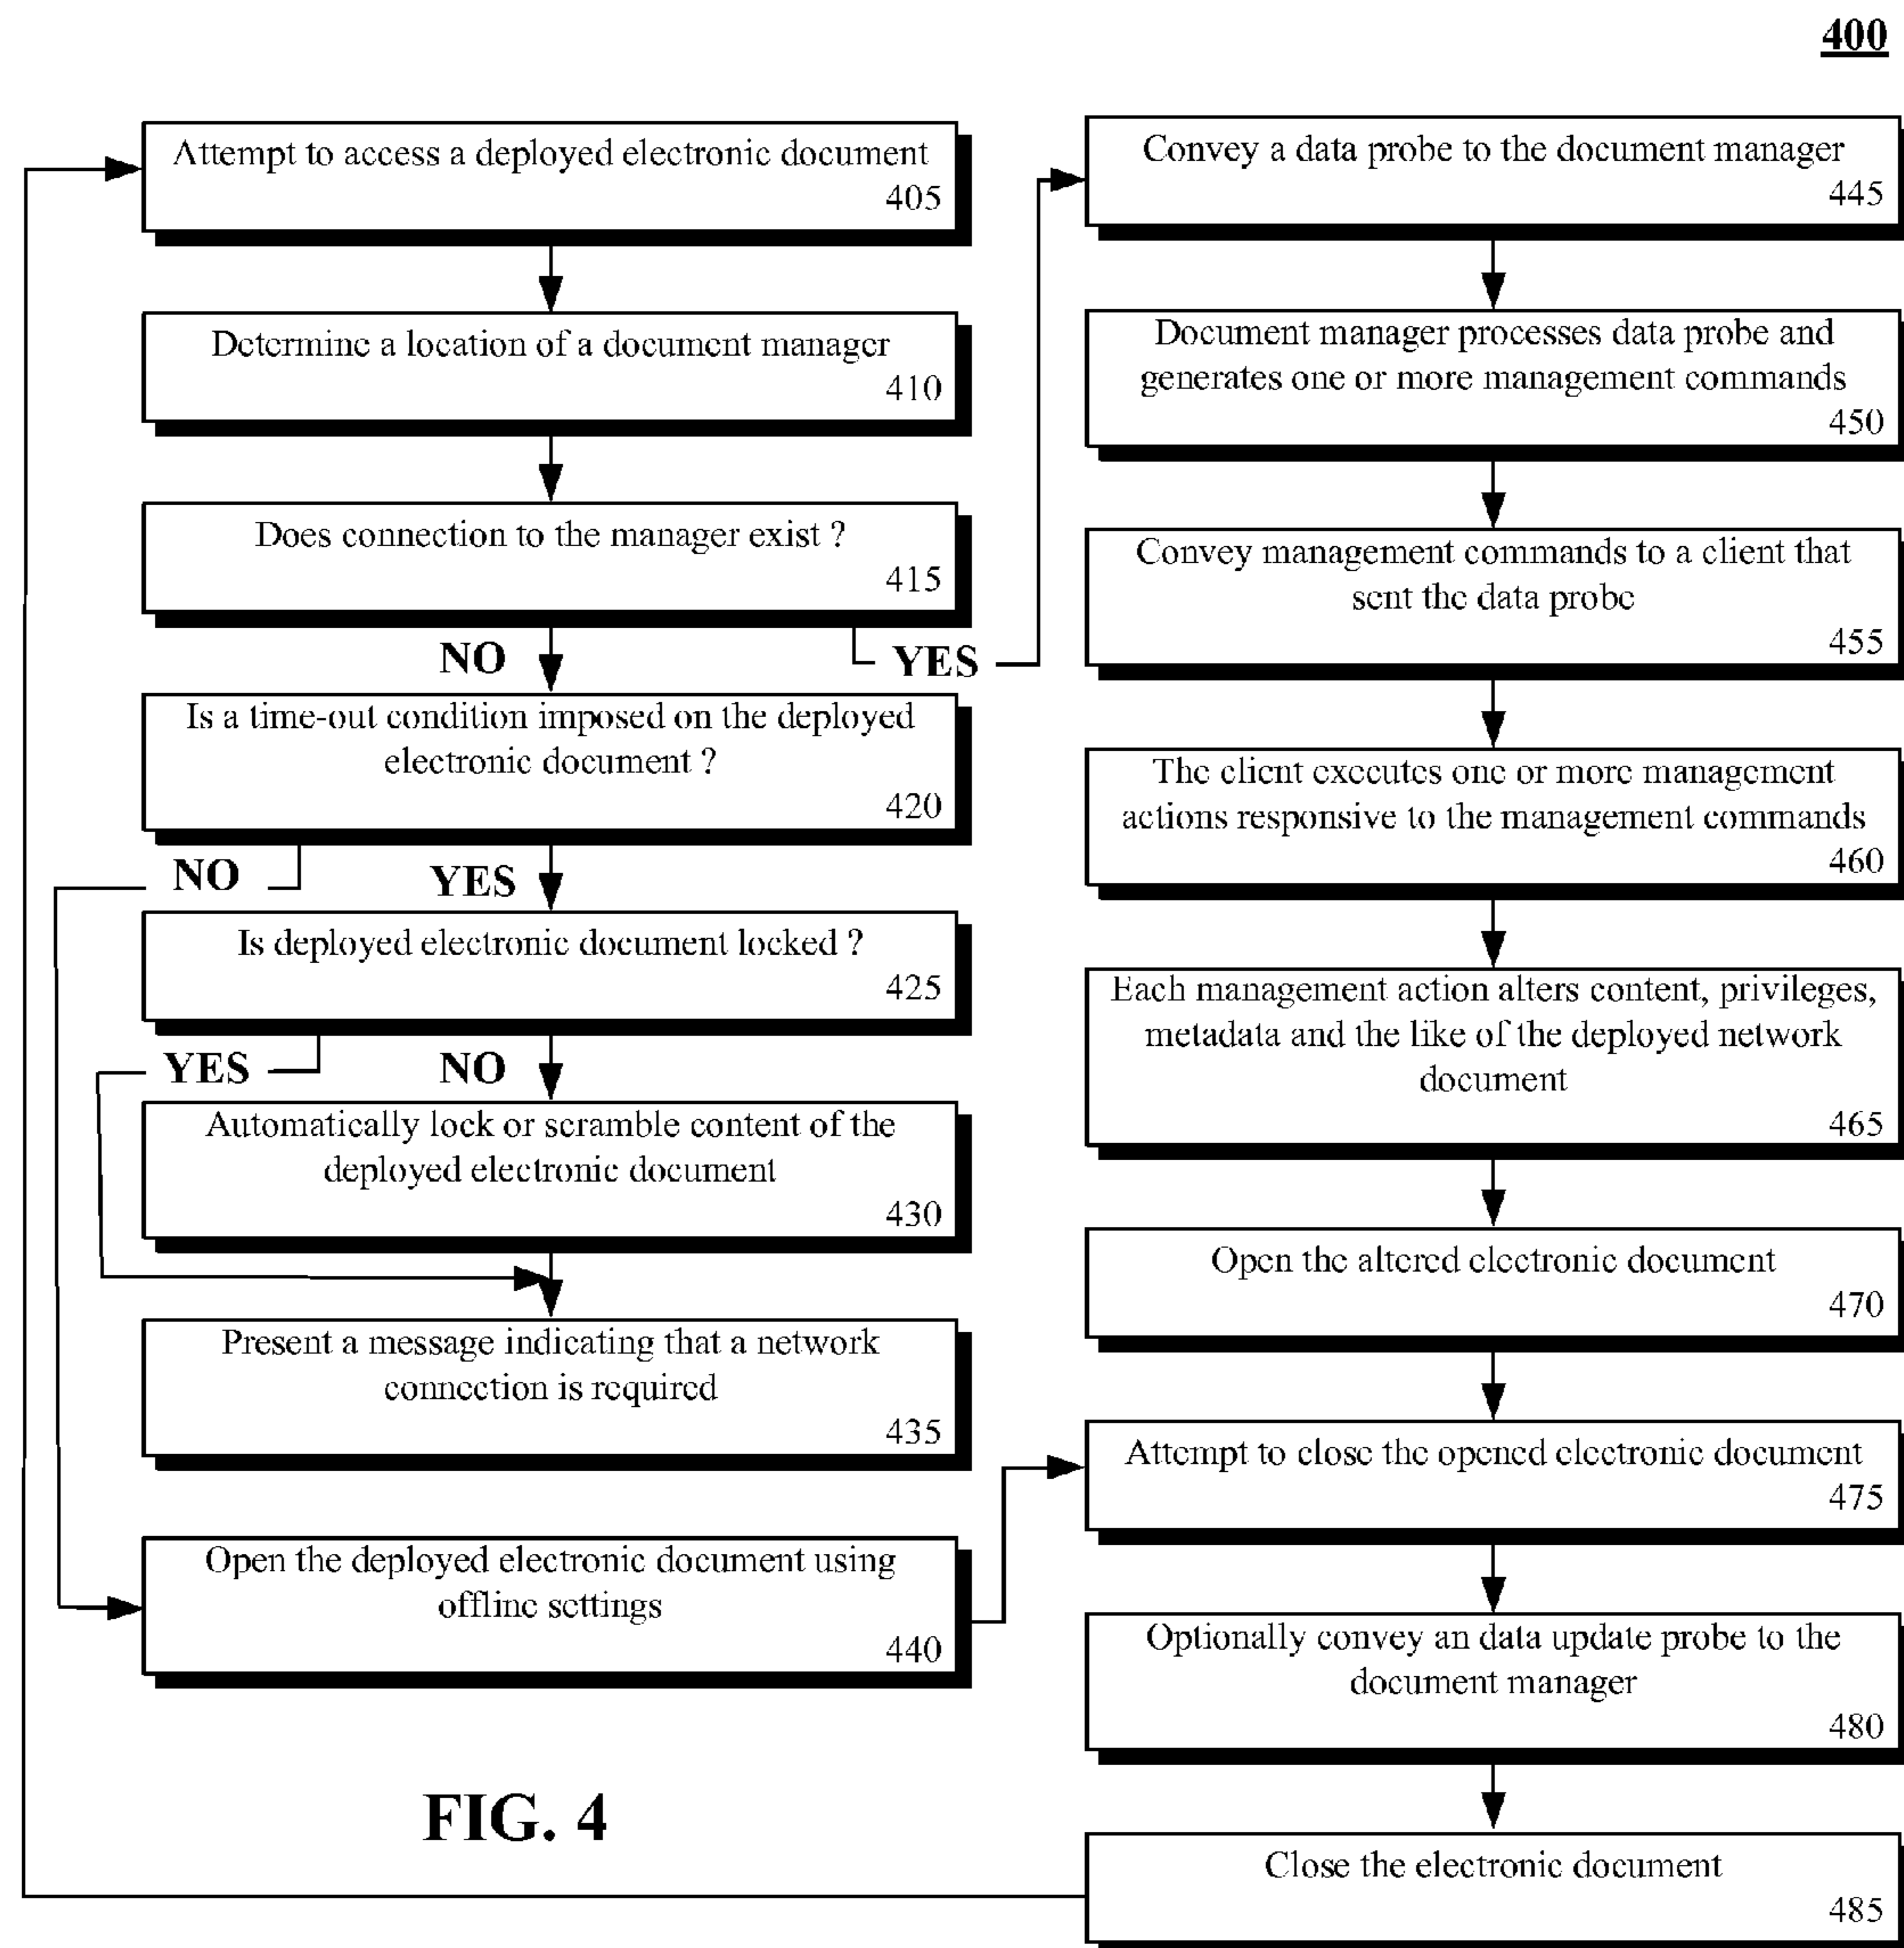 400
Attempt to access a deployed electronic document
405
Determine a location of a document manager
410
Does connection to the manager exist ?
415
NO
YES
Is a time-out condition imposed on the deployed
electronic document ?
420
NO
YES
Is deployed electronic document locked ?
425
YES
NO
Automatically lock or scramble content of the
deployed electronic document
430
Present a message indicating that a network
connection is required
435
Open the deployed electronic document using
offline settings
440
Convey a data probe to the document manager
445
Document manager processes data probe and
generates one or more management commands
450
Convey management commands to a client that
sent the data probe
455
The client executes one or more management
actions responsive to the management commands
460
Each management action alters content, privileges,
metadata and the like of the deployed network
document
465
Open the altered electronic document
470
Attempt to close the opened electronic document
475
Optionally convey an data update probe to the
document manager
480
Close the electronic document
485
FIG. 4